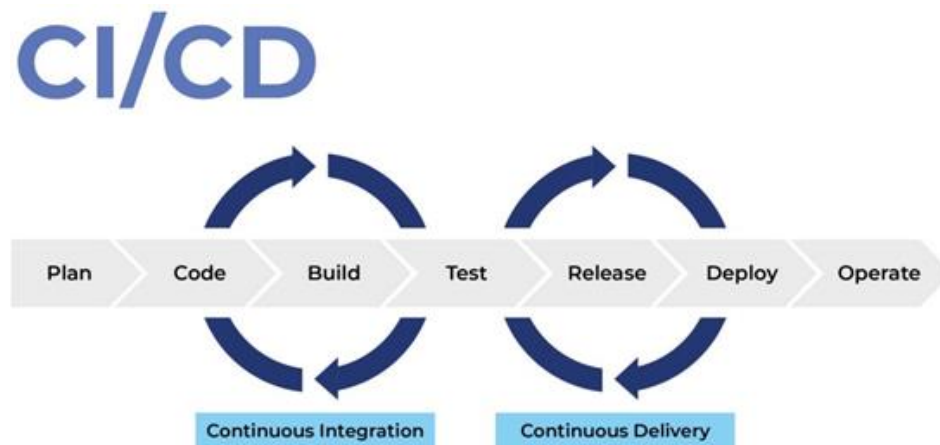 CI/CD
Plan Code Build Test Release Deploy Operate
Continuous Integration Continuous Delivery